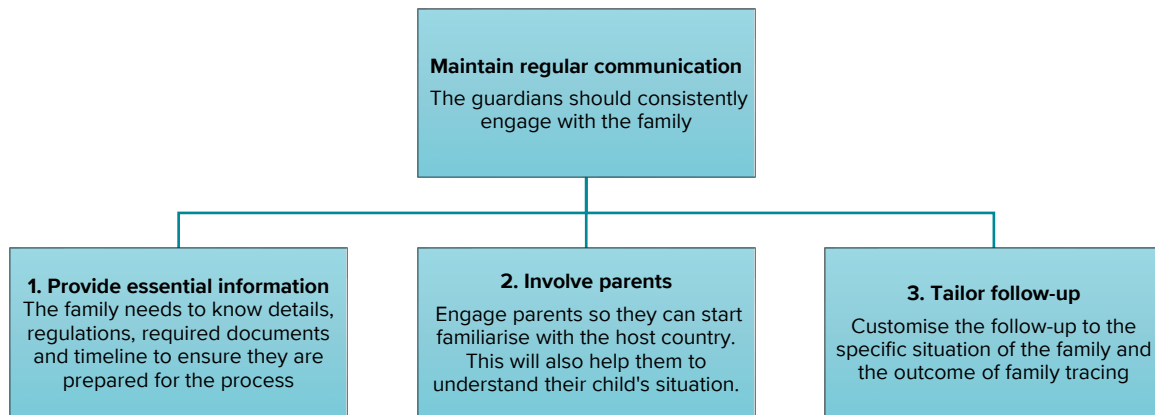 Maintain regular communication
The guardians should consistently
engage with the family
1. Provide essential information
The family needs to know details,
regulations, required documents
and timeline to ensure they are
prepared for the process
2. Involve parents
Engage parents so they can start
familiarise with the host country.
This will also help them to
understand their child's situation.
3. Tailor follow-up
Customise the follow-up to the
specific situation of the family and
the outcome of family tracing